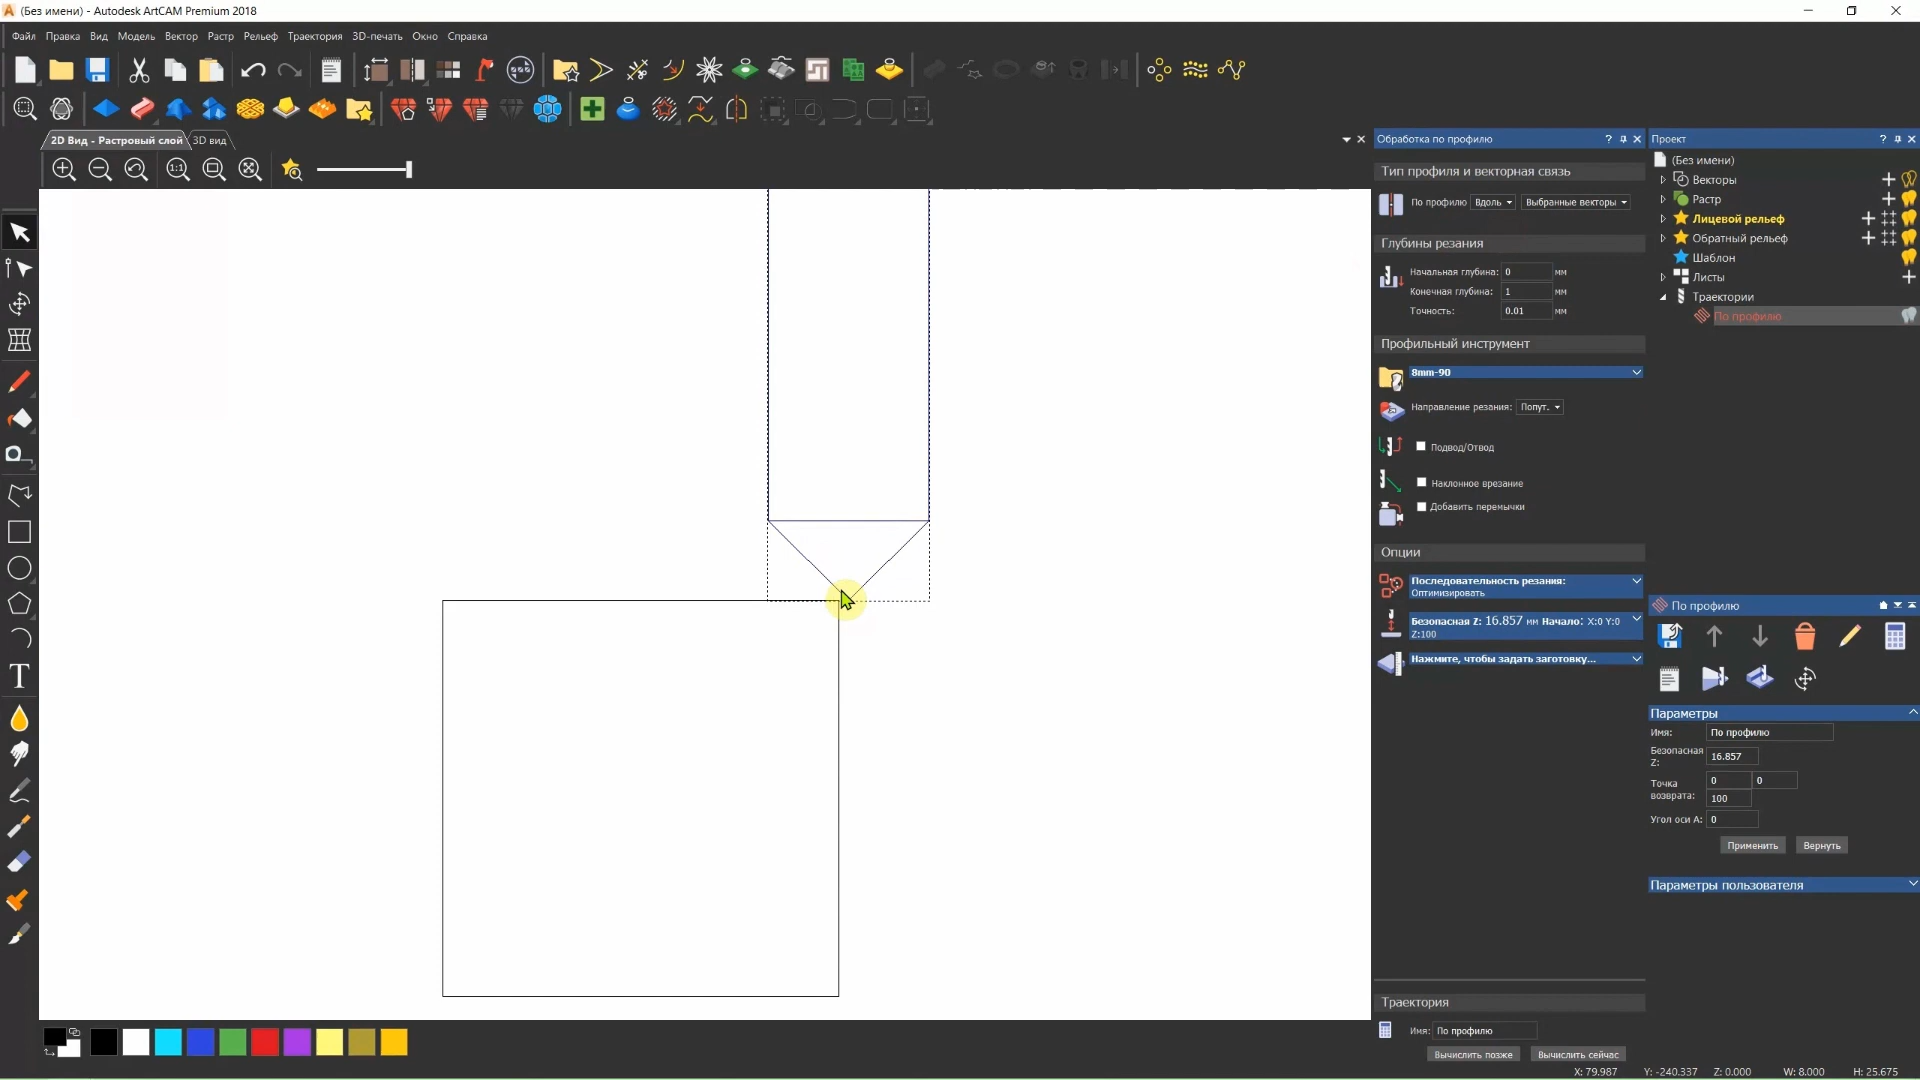 (Без имени) - Autodesk ArtCAM Premium 2018
Файл Правка Вид Модель Вектор Растр Рельеф Траектория 3D-печать Окно Справка
2D Вид - Растровый слой 3D вид
1:1
Обработка по профилю
Тип профиля и векторная связь
По профилю Вдоль Выбранные векторы
Глубины резания
Начальная глубина: 0 мм
Конечная глубина: 1 мм
Точность: 0.01 мм
Профильный инструмент
8mm-90
Направление резания: Попут.
Подвод/Отвод
Наклонное врезание
Добавить перемычки
Опции
Последовательность резания:
Оптимизировать
Безопасная Z: 16.857 мм Начало: X:0 Y:0
Z:100
Нажмите, чтобы задать заготовку...
Траектория
Имя: По профилю
Вычислить позже Вычислить сейчас
Проект
(Без имени)
Векторы
Растр
Лицевой рельеф
Обратный рельеф
Шаблон
Листы
Траектории
По профилю
По профилю
Параметры
Имя: По профилю
Безопасная
Z: 16.857
Точка
возврата: 0 0
100
Угол оси A: 0
Применить Вернуть
Параметры пользователя
T
X: 79.987 Y: -240.337 Z: 0.000 W: 8.000 H: 25.675